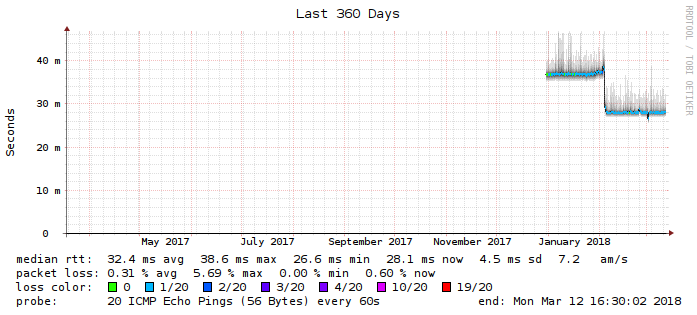 Last 360 Days
RRDTOOL / TOBI OETIKER
Seconds
40 m
30 m
20 m
10 m
0
May 2017 July 2017 September 2017 November 2017 January 2018
median rtt: 32.4 ms avg 38.6 ms max 26.6 ms min 28.1 ms now 4.5 ms sd 7.2 am/s
packet loss: 0.31 % avg 5.69 % max 0.00 % min 0.60 % now
loss color: 0 1/20 2/20 3/20 4/20 10/20 19/20
probe: 20 ICMP Echo Pings (56 Bytes) every 60s end: Mon Mar 12 16:30:02 2018